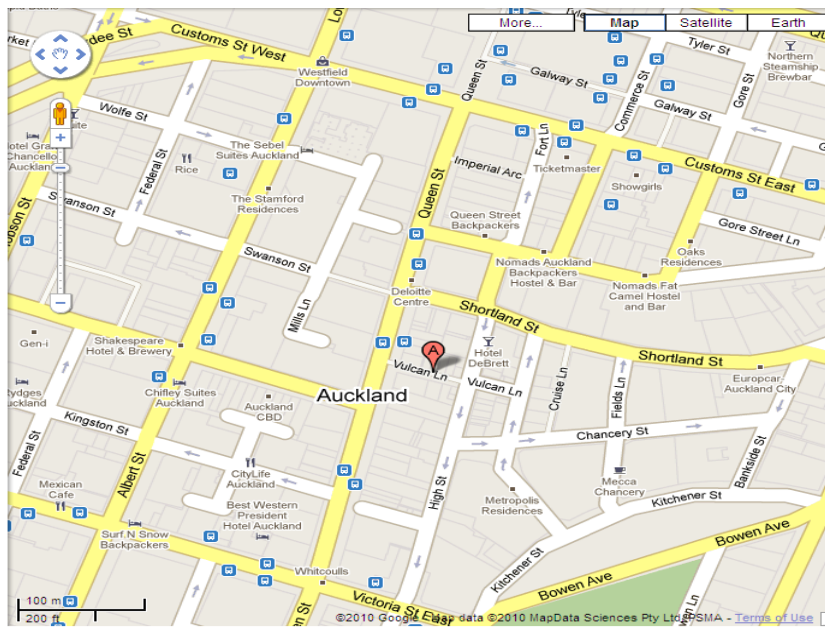 More...
Map
Satellite
Earth
Customs St West
Tyler St
Northern
Steamship
Brewbar
Westfield
Downtown
Queen St
Galway St
Commerce St
Galway St
Gore St
Wolfe St
Fort Ln
Customs St East
The Sebel
Suites Auckland
Rice
Federal St
Imperial Arc
Ticketmaster
Showgirls
Swanson St
The Stamford
Residences
Queen St
Queen Street
Backpackers
Gore Street Ln
Oaks
Residences
Swanson St
Nomads Auckland
Backpackers
Hostel & Bar
Nomads Fat
Camel Hostel
and Bar
Deloitte
Centre
Mills Ln
Shortland St
Gen-i
Shakespeare
Hotel & Brewery
A
Hotel
DeBrett
Shortland St
Vulcan Ln
Vulcan Ln
Europcar
Auckland City
Chifley Suites
Auckland
Auckland
Auckland
CBD
Cruise Ln
Fields Ln
Kingston St
Chancery St
Federal St
Albert St
CityLife
Auckland
High St
Bankside St
Mecca
Chancery
Mexican
Cafe
Best Western
President
Hotel Auckland
Metropolis
Residences
Kitchener St
Surf N Snow
Backpackers
Bowen Ave
Whitcoulls
Kitchener St
Bowen Ave
Victoria St East
100 m
200 ft
©2010 Google - Map data ©2010 MapData Sciences Pty Ltd, PSMA - Terms of Use